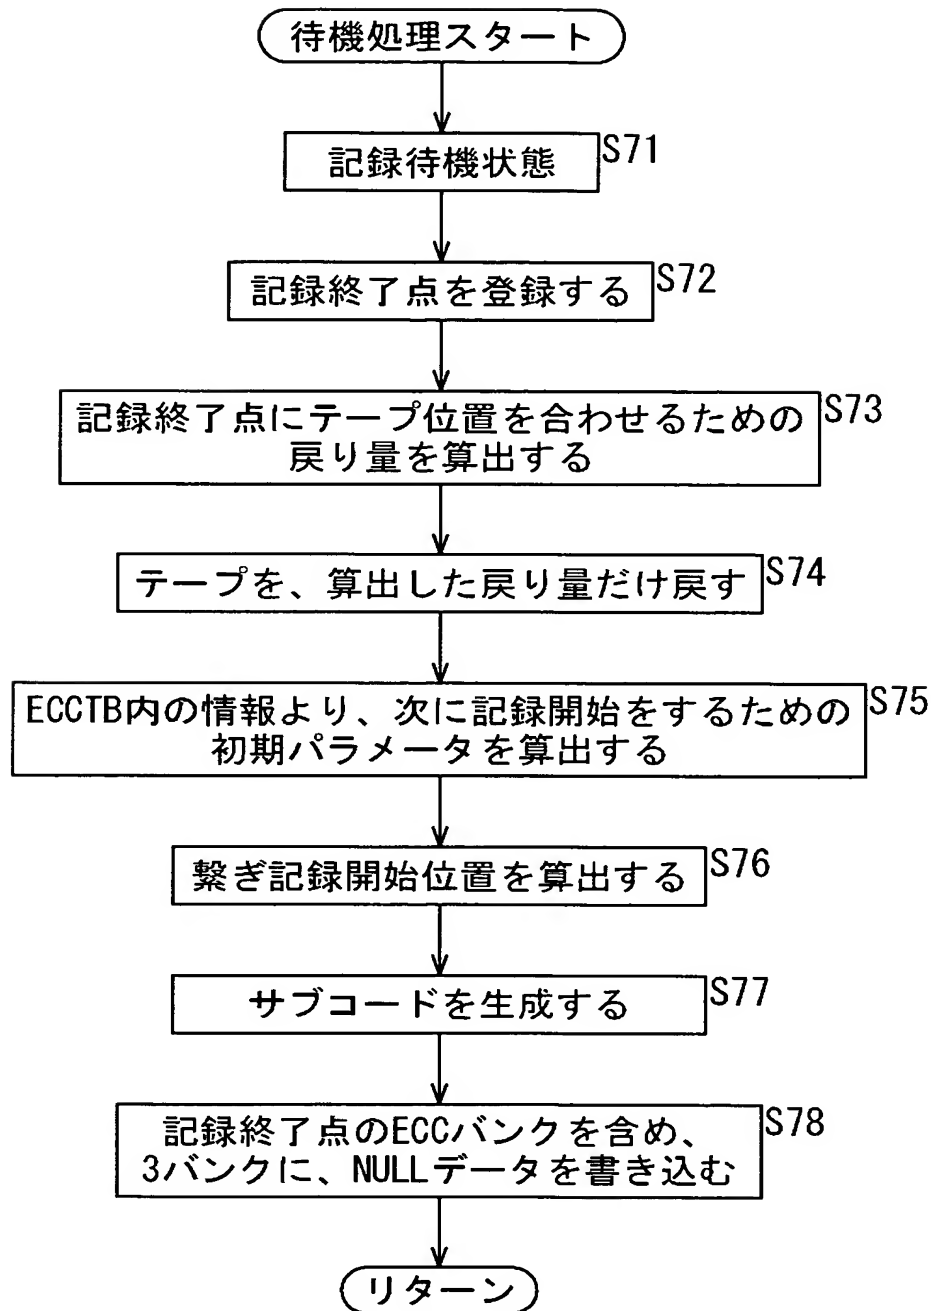 待機処理スタート
記録待機状態
S71
記録終了点を登録する
S72
記録終了点にテープ位置を合わせるための
戻り量を算出する
S73
テープを、算出した戻り量だけ戻す
S74
ECCTB内の情報より、次に記録開始をするための
初期パラメータを算出する
S75
繋ぎ記録開始位置を算出する
S76
サブコードを生成する
S77
記録終了点のECCバンクを含め、
3バンクに、NULLデータを書き込む
S78
リターン